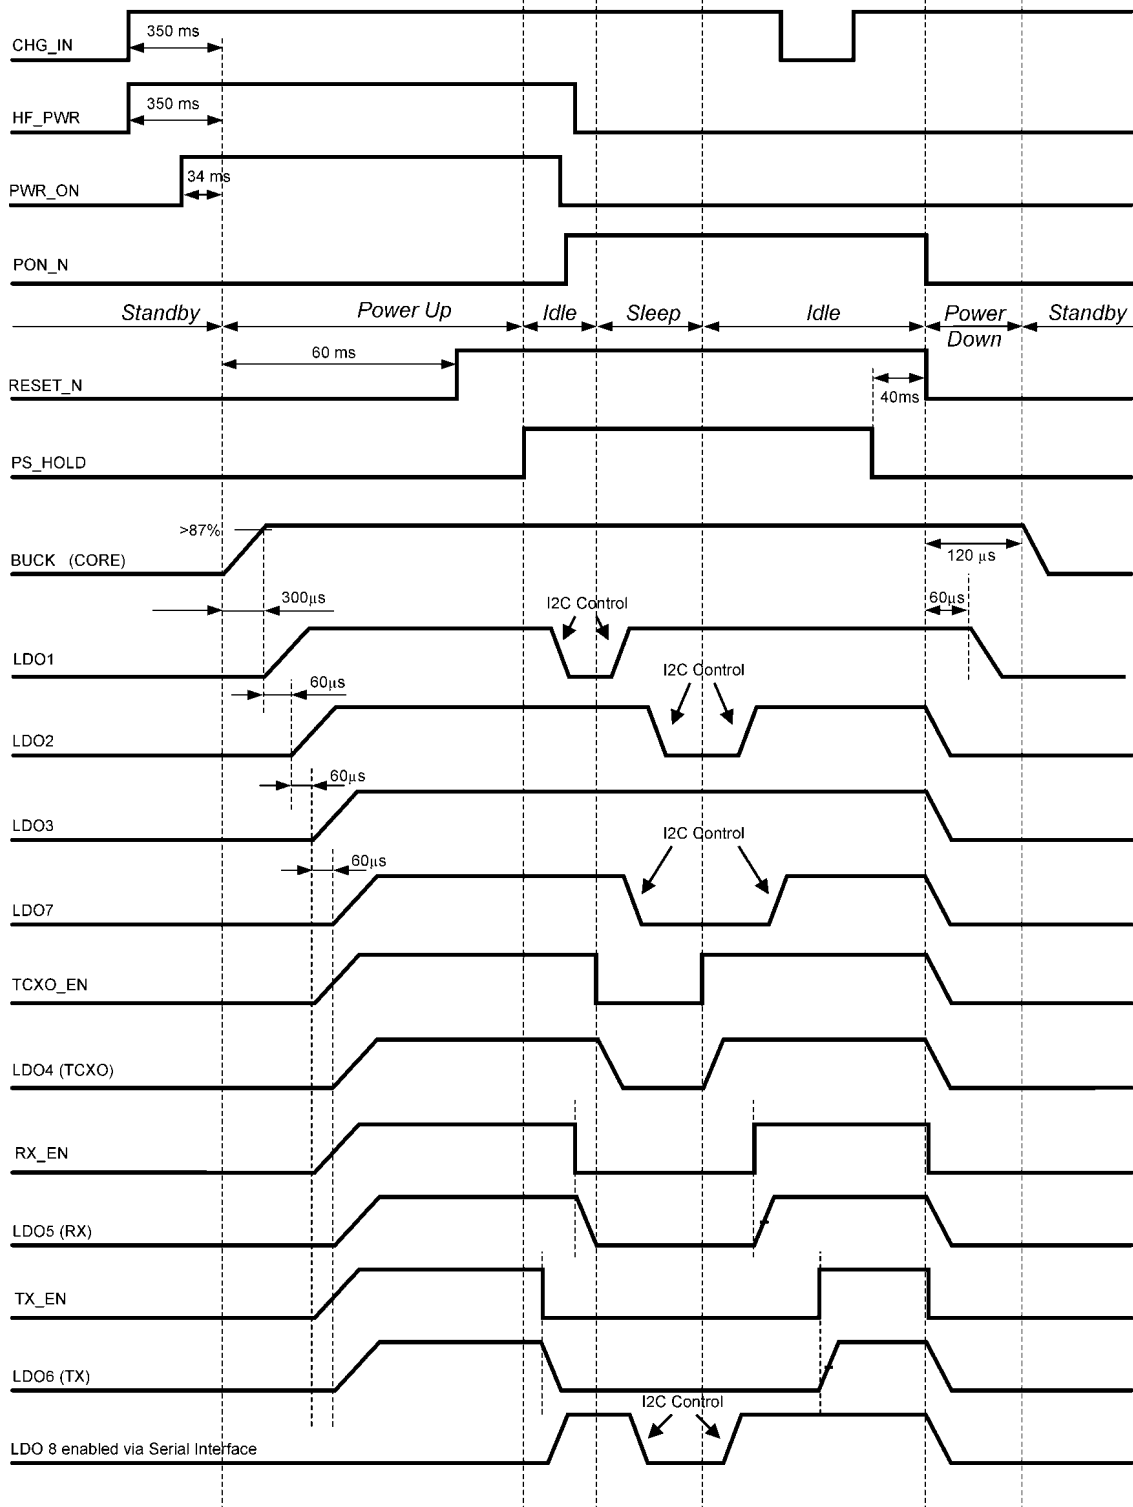 350 ms
CHG_IN
350 ms
HF_PWR
34 ms
PWR_ON
PON_N
Standby
Power Up
Idle
Sleep
Idle
Power
Down
Standby
60 ms
RESET_N
40ms
PS_HOLD
>87%
BUCK (CORE)
120 µs
300µs
I2C Control
60µs
LDO1
60µs
I2C Control
LDO2
60µs
LDO3
I2C Control
60µs
LDO7
TCXO_EN
LDO4 (TCXO)
RX_EN
LDO5 (RX)
TX_EN
LDO6 (TX)
I2C Control
LDO 8 enabled via Serial Interface